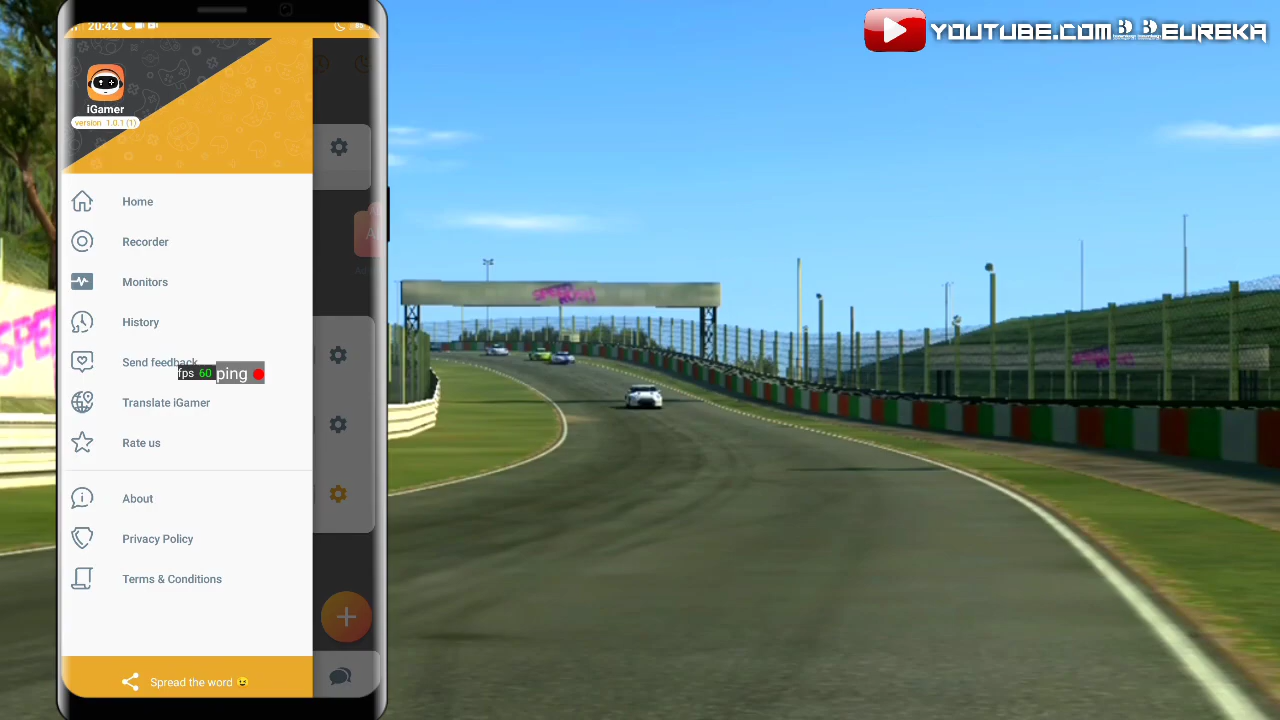 20:42
YOUTUBE.COM
EUREKA
iGamer
version 1.0.1 (1)
Home
Recorder
Monitors
History
Send feedback
fps 60 ping
Translate iGamer
Rate us
About
Privacy Policy
Terms & Conditions
Spread the word 😉